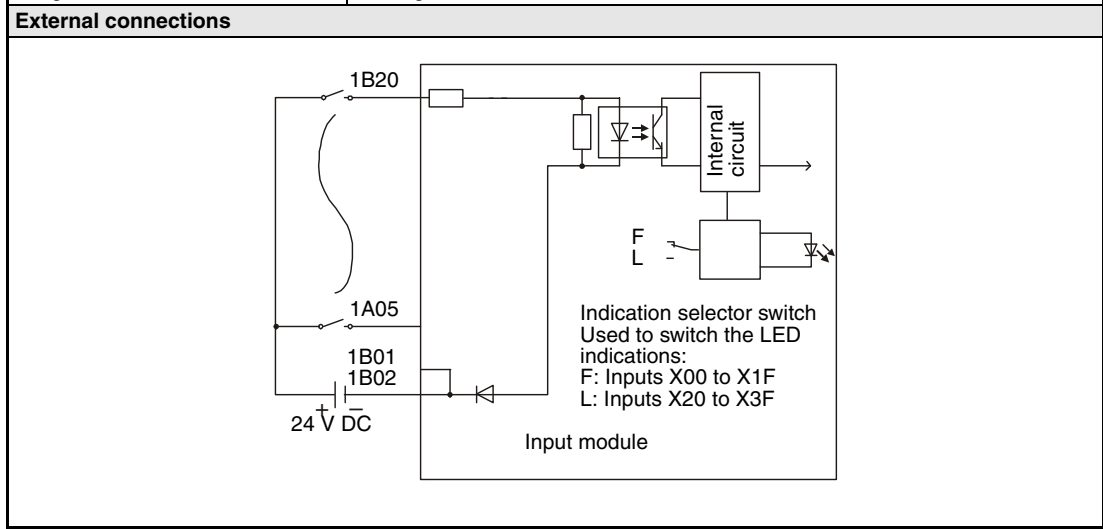 External connections
1B20
Internal
circuit
F
L
1A05
Indication selector switch
Used to switch the LED
indications:
F: Inputs X00 to X1F
L: Inputs X20 to X3F
1B01
1B02
+ –
24 V DC
Input module